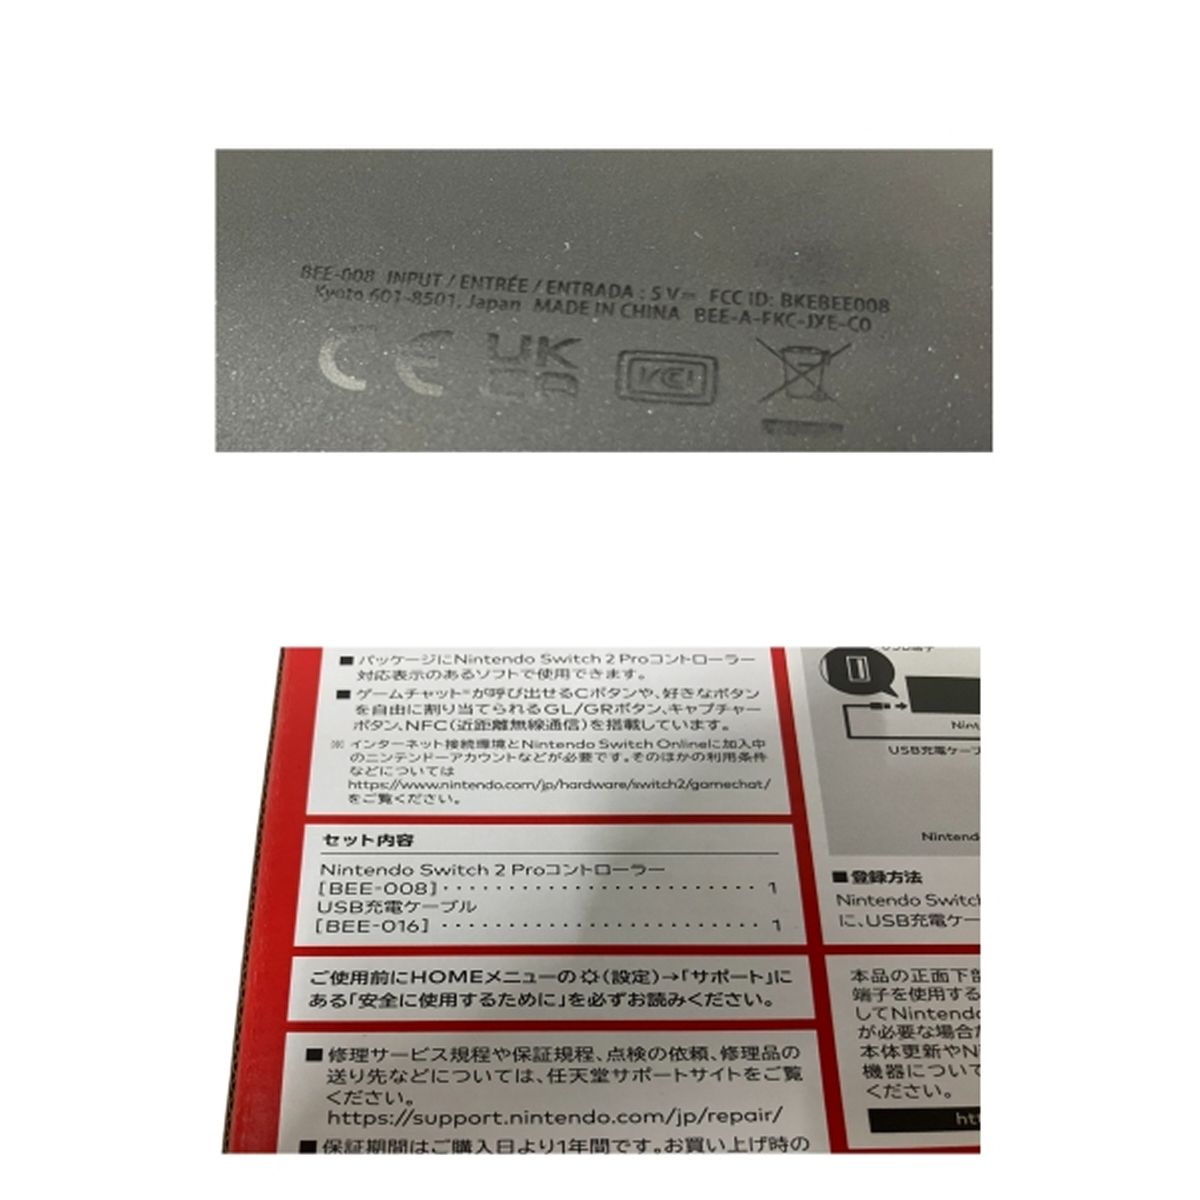 BEE-008 INPUT / ENTRÉE / ENTRADA : 5 V⎓ FCC ID: BKEBEE008
Kyoto 601-8501, Japan MADE IN CHINA BEE-A-FKC-JXE-C0
CE UK CA VCCI
■ パッケージにNintendo Switch 2 Proコントローラー
対応表示のあるソフトで使用できます。
■ ゲームチャット※が呼び出せるCボタンや、好きなボタン
を自由に割り当てられるGL/GRボタン、キャプチャー
ボタン、NFC(近距離無線通信)を搭載しています。
※ インターネット接続環境とNintendo Switch Onlineに加入中
のニンテンドーアカウントなどが必要です。そのほかの利用条件
などについては
https://www.nintendo.com/jp/hardware/switch2/gamechat/
をご覧ください。
セット内容
Nintendo Switch 2 Proコントローラー
[BEE-008]・・・・・・・・・・・・・・・・・・・・・・・・ 1
USB充電ケーブル
[BEE-016] ・・・・・・・・・・・・・・・・・・・・・・・・ 1
ご使用前にHOMEメニューの(設定)→「サポート」に
ある「安全に使用するために」を必ずお読みください。
■ 修理サービス規程や保証規程、点検の依頼、修理品の
送り先などについては、任天堂サポートサイトをご覧
ください。
https://support.nintendo.com/jp/repair/
■ 保証期間はご購入日より1年間です。お買い上げ時の
USB端子
Nint
USB充電ケーブ
Nintend
■登録方法
Nintendo Switch
に、USB充電ケー
本品の正面下部
端子を使用する
してNintendo
が必要な場合
本体更新やNi
機器について
ください。
htt